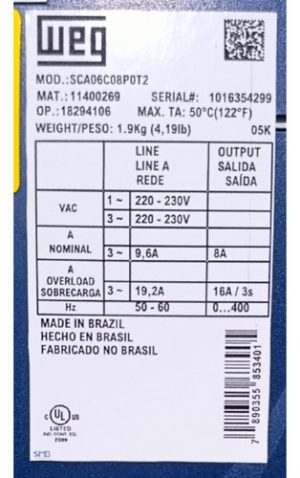 WEG
MOD.:SCA06C08P0T2
MAT.: 11400269 SERIAL#: 1016354299
OP.: 18294106 MAX. TA: 50°C(122°F)
WEIGHT/PESO: 1.9Kg (4,19lb) 05K
LINE OUTPUT
LINE A SALIDA
REDE SAÍDA
VAC 1~ 220 - 230V
3~ 220 - 230V
A
NOMINAL 3~ 9,6A 8A
A
OVERLOAD
SOBRECARGA 3~ 19,2A 16A / 3s
Hz 50 - 60 0...400
MADE IN BRAZIL
HECHO EN BRASIL
FABRICADO NO BRASIL
7 890355 853401
c UL US
LISTED
SMD